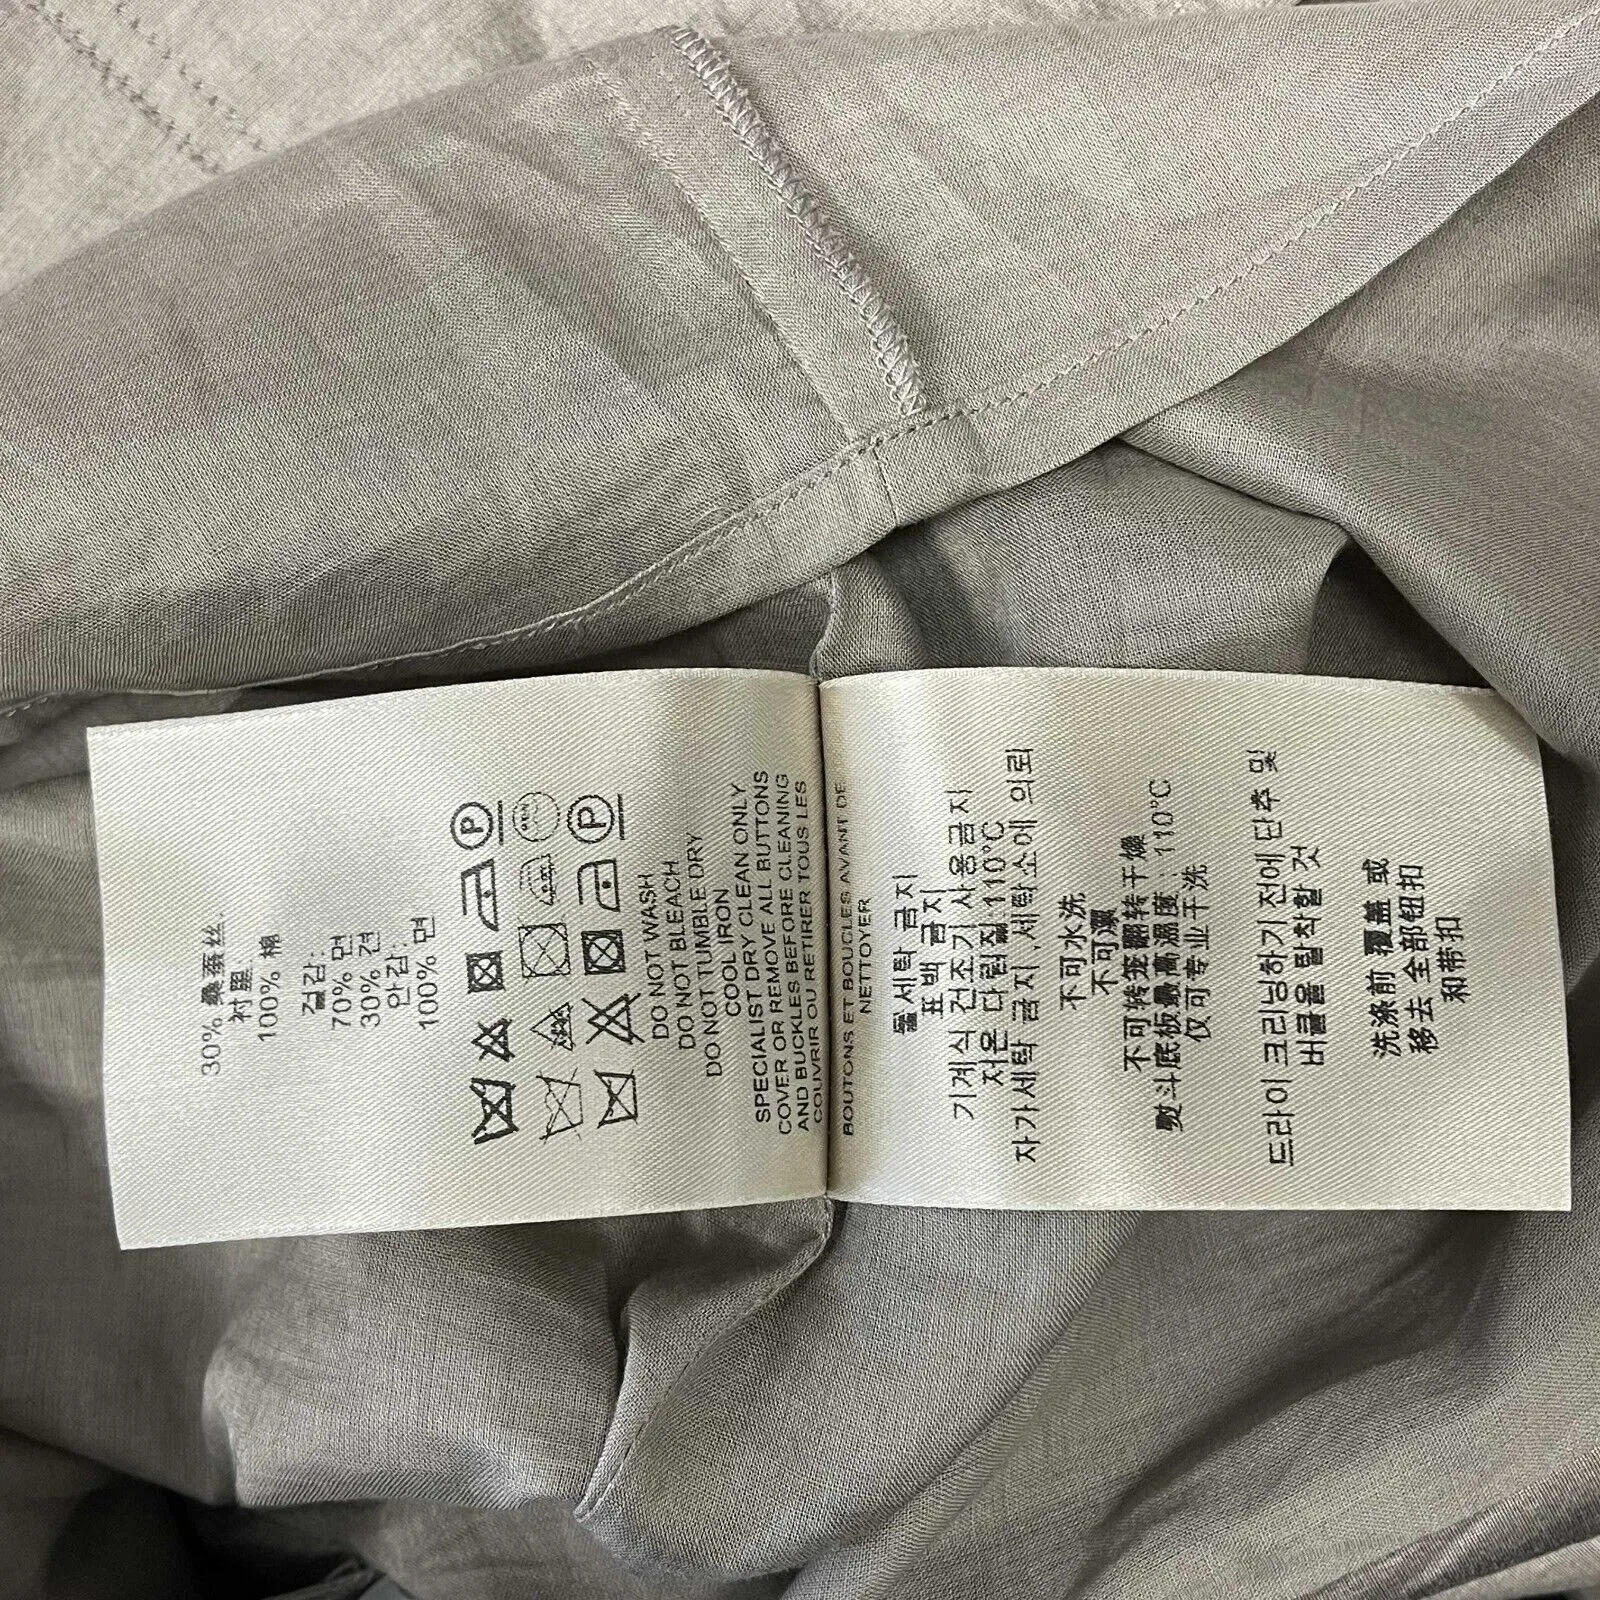 30% 桑蚕丝.
衬里:
100% 棉
겉감:
70% 면
30% 견
안감:
100% 면
P
P
DO NOT WASH
DO NOT BLEACH
DO NOT TUMBLE DRY
COOL IRON
SPECIALIST DRY CLEAN ONLY
COVER OR REMOVE ALL BUTTONS
AND BUCKLES BEFORE CLEANING
COUVRIR OU RETIRER TOUS LES
BOUTONS ET BOUCLES AVANT DE
NETTOYER
물세탁 금지
표백 금지
기계식 건조기 사용금지
저온 다림질:110°C
자가세탁 금지,세탁소에 의뢰
不可水洗
不可漂
不可转笼翻转干燥
熨斗底板最高温度:110°C
仅可专业干洗
드라이 크리닝하기 전에 단추 및
버클을 탈착할 것
洗涤前 覆盖 或
移去 全部钮扣
和带扣